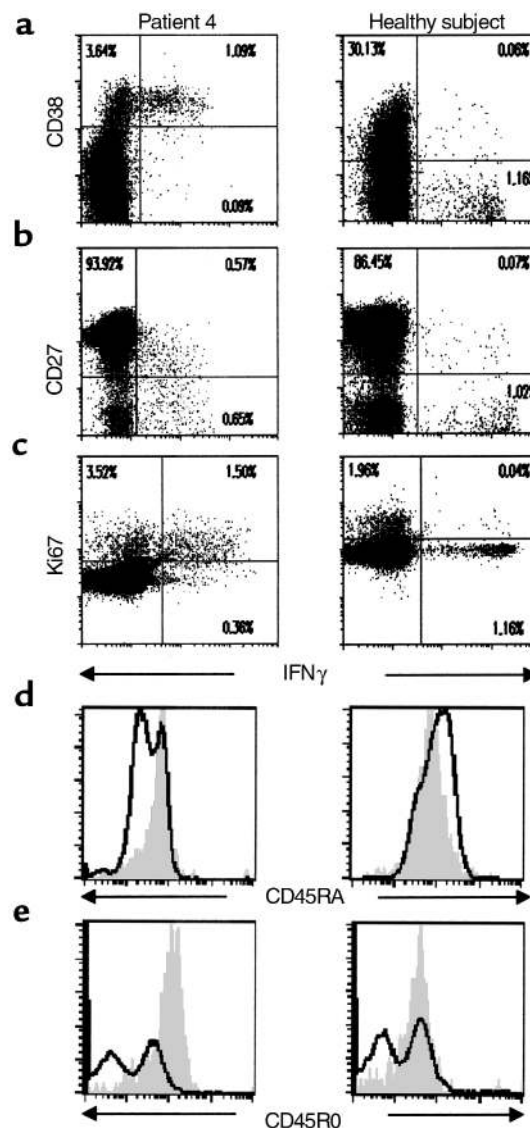 a Patient 4 Healthy subject
3.64% 1.09% 30.13% 0.06%
CD38
0.09% 1.16%
b
93.92% 0.57% 86.45% 0.07%
CD27
0.65% 1.02%
c
3.52% 1.50% 1.96% 0.04%
Ki67
0.36% 1.16%
IFNγ
d
CD45RA
e
CD45R0